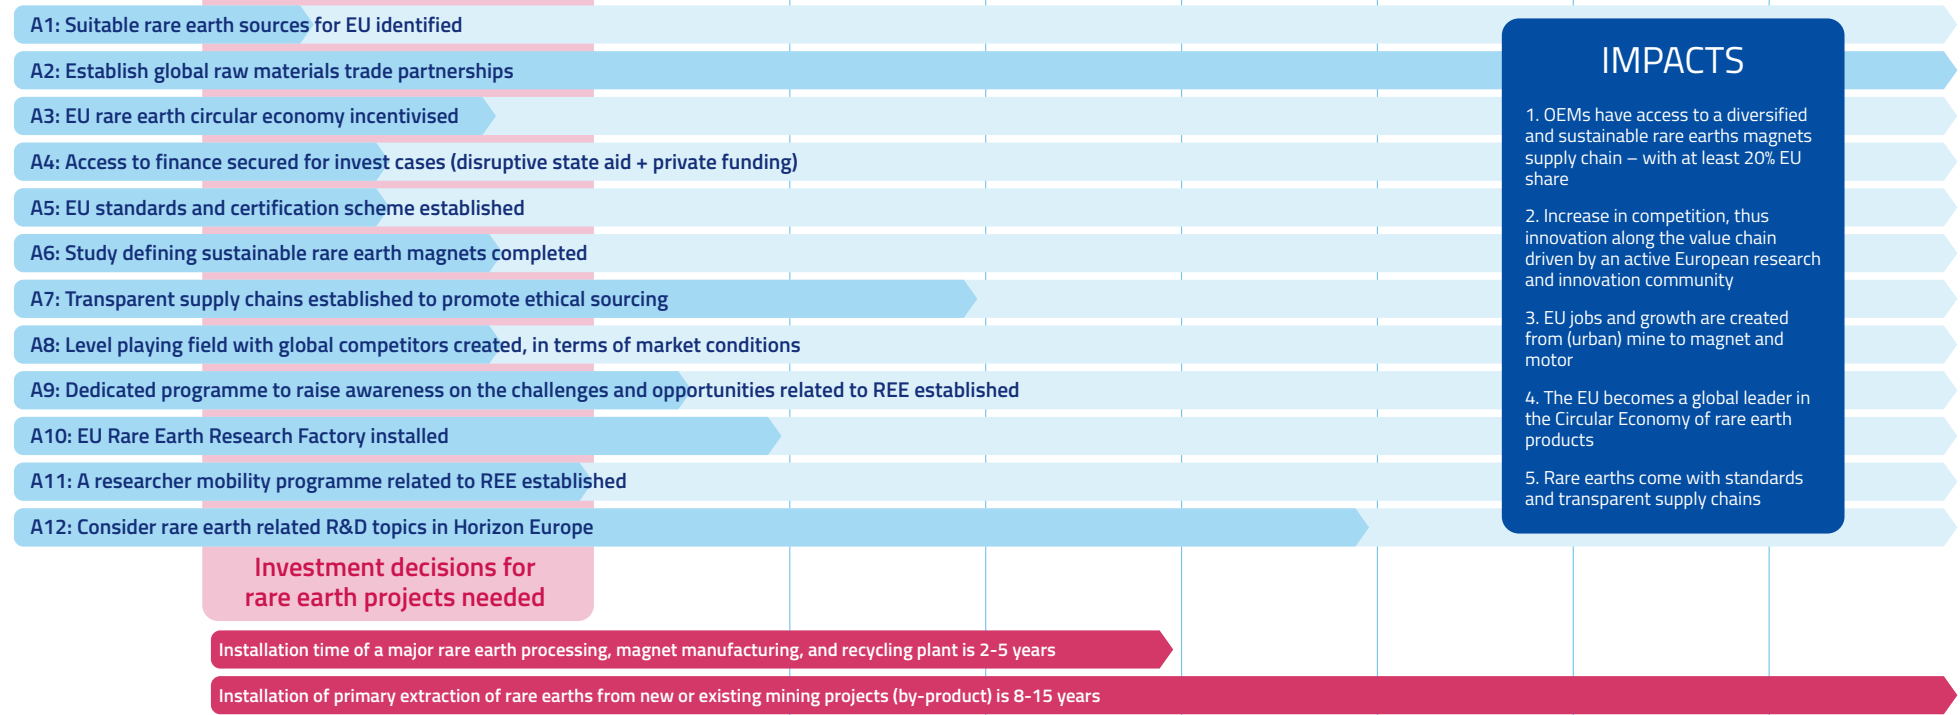 A1: Suitable rare earth sources for EU identified
A2: Establish global raw materials trade partnerships
A3: EU rare earth circular economy incentivised
A4: Access to finance secured for invest cases (disruptive state aid + private funding)
A5: EU standards and certification scheme established
A6: Study defining sustainable rare earth magnets completed
A7: Transparent supply chains established to promote ethical sourcing
A8: Level playing field with global competitors created, in terms of market conditions
A9: Dedicated programme to raise awareness on the challenges and opportunities related to REE established
A10: EU Rare Earth Research Factory installed
A11: A researcher mobility programme related to REE established
A12: Consider rare earth related R&D topics in Horizon Europe
Investment decisions for
rare earth projects needed
Installation time of a major rare earth processing, magnet manufacturing, and recycling plant is 2-5 years
Installation of primary extraction of rare earths from new or existing mining projects (by-product) is 8-15 years
IMPACTS
1. OEMs have access to a diversified
and sustainable rare earths magnets
supply chain – with at least 20% EU
share
2. Increase in competition, thus
innovation along the value chain
driven by an active European research
and innovation community
3. EU jobs and growth are created
from (urban) mine to magnet and
motor
4. The EU becomes a global leader in
the Circular Economy of rare earth
products
5. Rare earths come with standards
and transparent supply chains